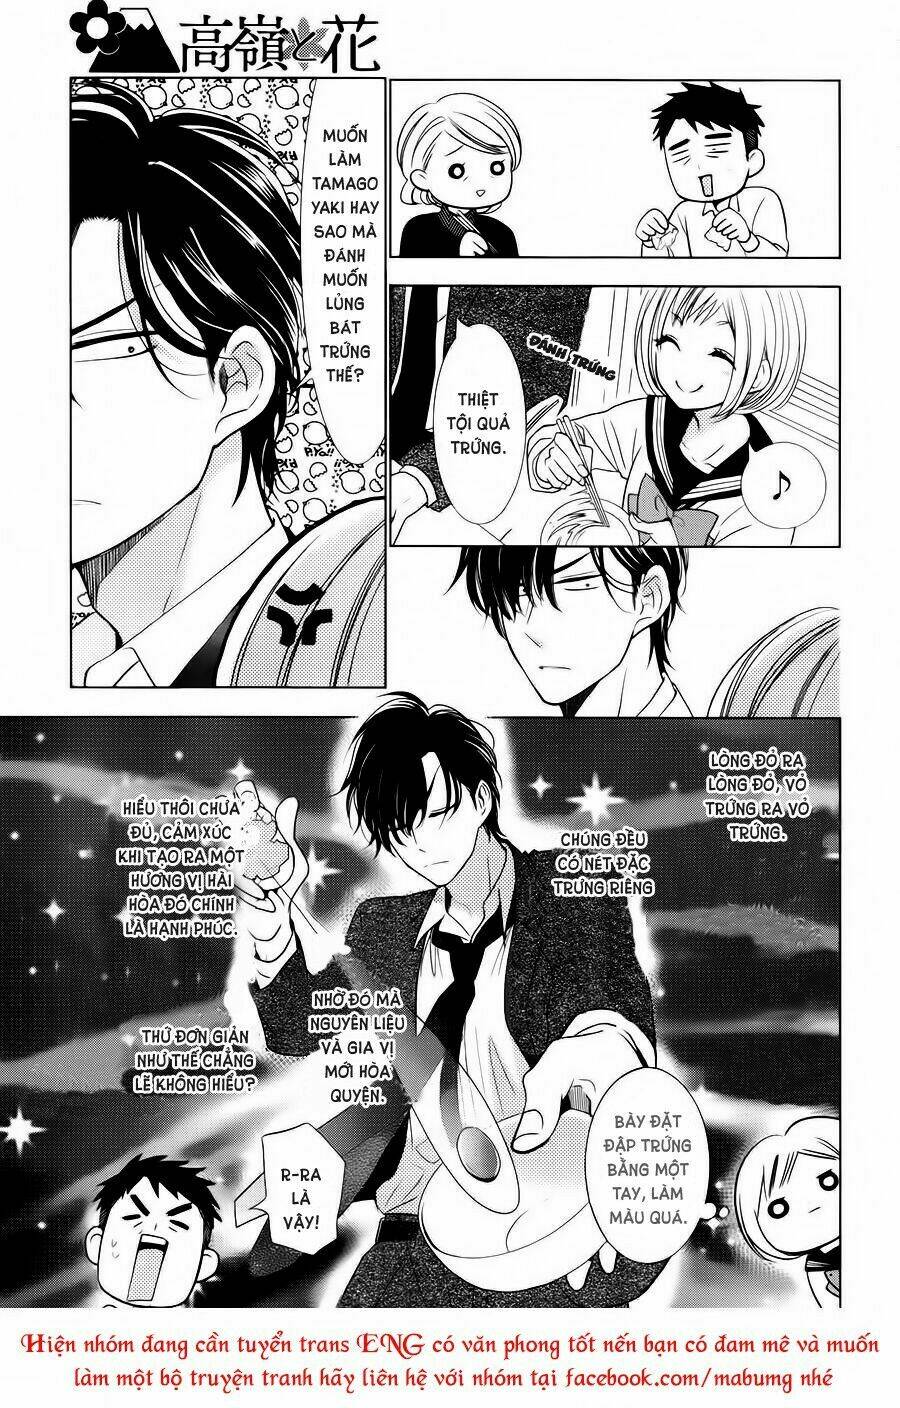 高嶺と花
ĐÁNH TRỨNG
THIỆT
TỘI QUẢ
TRỨNG.
♪
MUỐN
LÀM
TAMAGO
YAKI HAY
SAO MÀ
ĐÁNH
MUỐN
LỦNG
BÁT
TRỨNG
THẾ?
PiYo!!
LÒNG ĐỎ RA
LÒNG ĐỎ, VỎ
TRỨNG RA VỎ
TRỨNG.
CHÚNG ĐỀU
CÓ NÉT ĐẶC
TRƯNG RIÊNG
NHỜ ĐÓ MÀ
NGUYÊN LIỆU
VÀ GIA VỊ
MỚI HÒA
QUYỆN.
HIỂU THÔI CHƯA
ĐỦ, CẢM XÚC
KHI TẠO RA MỘT
HƯƠNG VỊ HÀI
HÒA ĐÓ CHÍNH
LÀ HẠNH PHÚC.
THỨ ĐƠN GIẢN
NHƯ THẾ CHẲNG
LẼ KHÔNG HIỂU?
BÀY ĐẶT
ĐẬP TRỨNG
BẰNG MỘT
TAY, LÀM
MÀU QUÁ.
R-RA
LÀ
VẬY!
Hiện nhóm đang cần tuyển trans ENG có văn phong tốt nến bạn có đam mê và muốn
làm một bộ truyện tranh hãy liên hệ với nhóm tại facebook.com/mabumg nhé